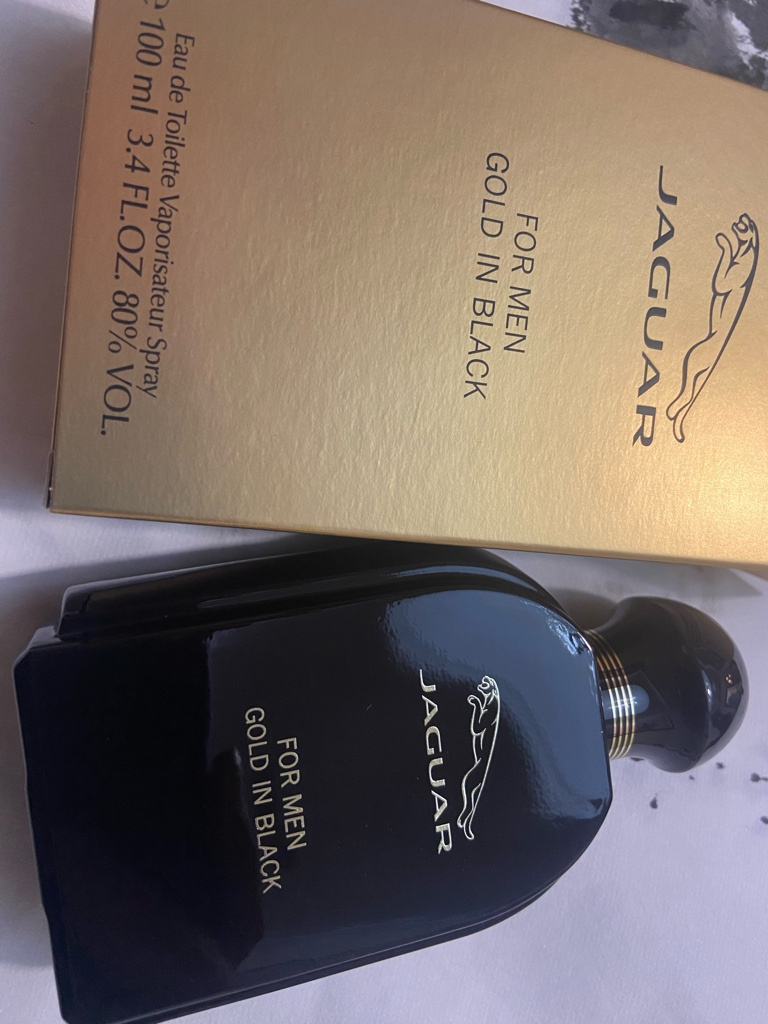 JAGUAR
FOR MEN
GOLD IN BLACK
Eau de Toilette Vaporisateur Spray
e 100 ml 3.4 FL.OZ. 80% VOL.
JAGUAR
FOR MEN
GOLD IN BLACK